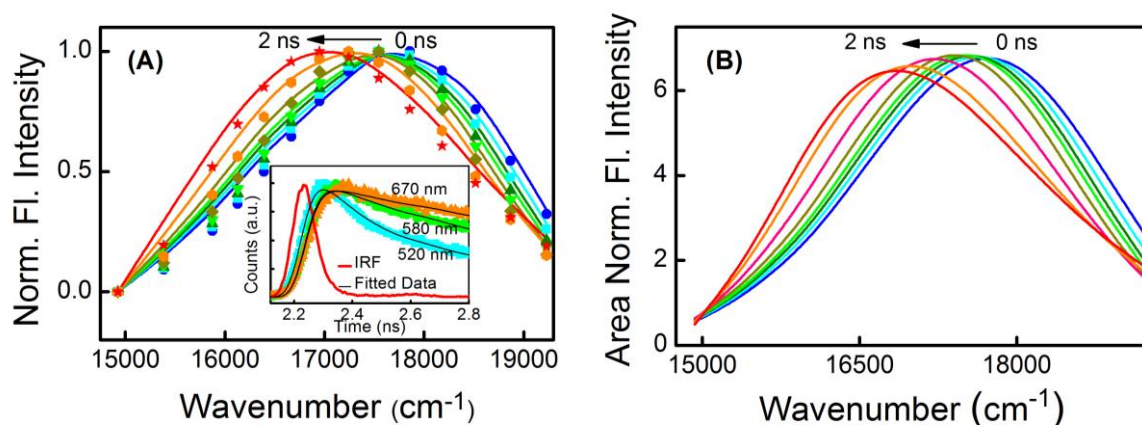 (A)
2 ns
0 ns
Norm. Fl. Intensity
1.0
0.5
0.0
670 nm
580 nm
520 nm
IRF
Fitted Data
Counts (a.u.)
2.2 2.4 2.6 2.8
Time (ns)
15000 16000 17000 18000 19000
Wavenumber (cm-1)
(B)
2 ns
0 ns
Area Norm. Fl. Intensity
6
4
2
0
15000 16500 18000
Wavenumber (cm-1)